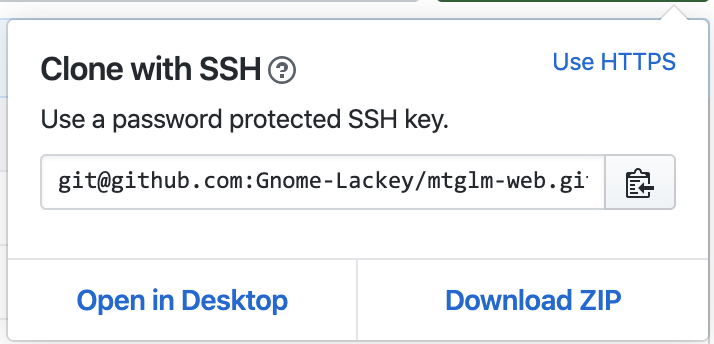 Clone with SSH ?
Use HTTPS
Use a password protected SSH key.
git@github.com:Gnome-Lackey/mtglm-web.gi
Open in Desktop
Download ZIP